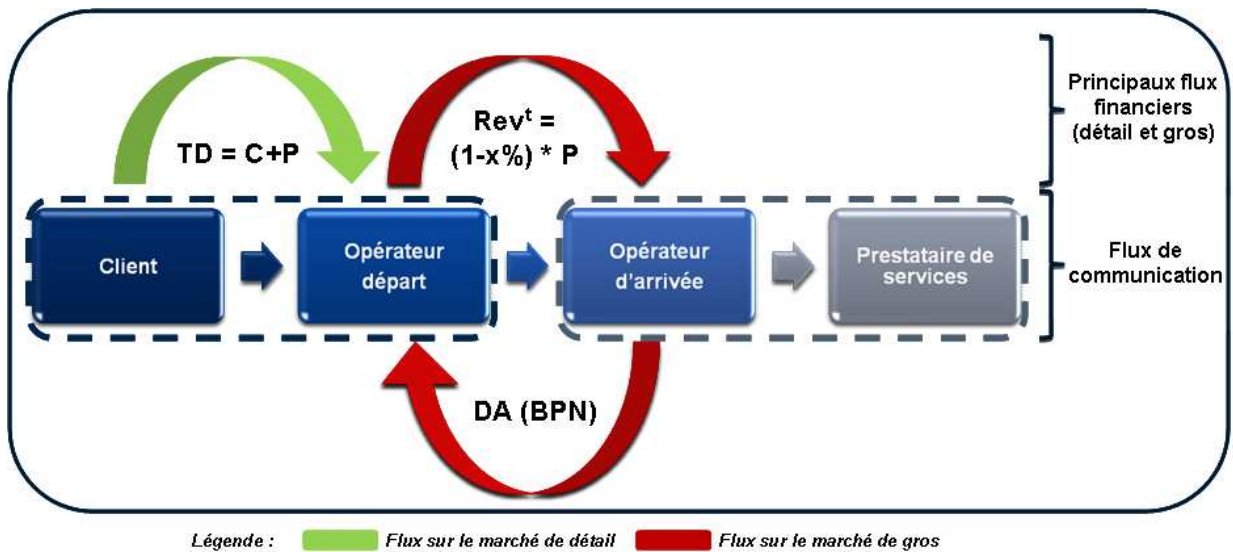 TD = C+P
Revᵗ =
(1-x%) * P
Principaux flux
financiers
(détail et gros)
Client
Opérateur
départ
Opérateur
d'arrivée
Prestataire de
services
Flux de
communication
DA (BPN)
Légende :
Flux sur le marché de détail
Flux sur le marché de gros